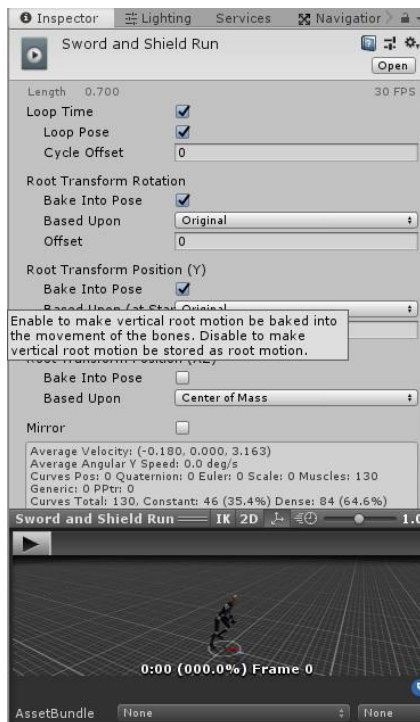 Inspector Lighting Services Navigation
Sword and Shield Run
Open
Length 0.700 30 FPS
Loop Time
Loop Pose
Cycle Offset 0
Root Transform Rotation
Bake Into Pose
Based Upon Original
Offset 0
Root Transform Position (Y)
Bake Into Pose
Enable to make vertical root motion be baked into
the movement of the bones. Disable to make
vertical root motion be stored as root motion.
Bake Into Pose
Based Upon Center of Mass
Mirror
Average Velocity: (-0.180, 0.000, 3.163)
Average Angular Y Speed: 0.0 deg/s
Curves Pos: 0 Quaternion: 0 Euler: 0 Scale: 0 Muscles: 130
Generic: 0 PPtr: 0
Curves Total: 130, Constant: 46 (35.4%) Dense: 84 (64.6%)
Sword and Shield Run IK 2D 1.0
0:00 (000.0%) Frame 0
AssetBundle None None